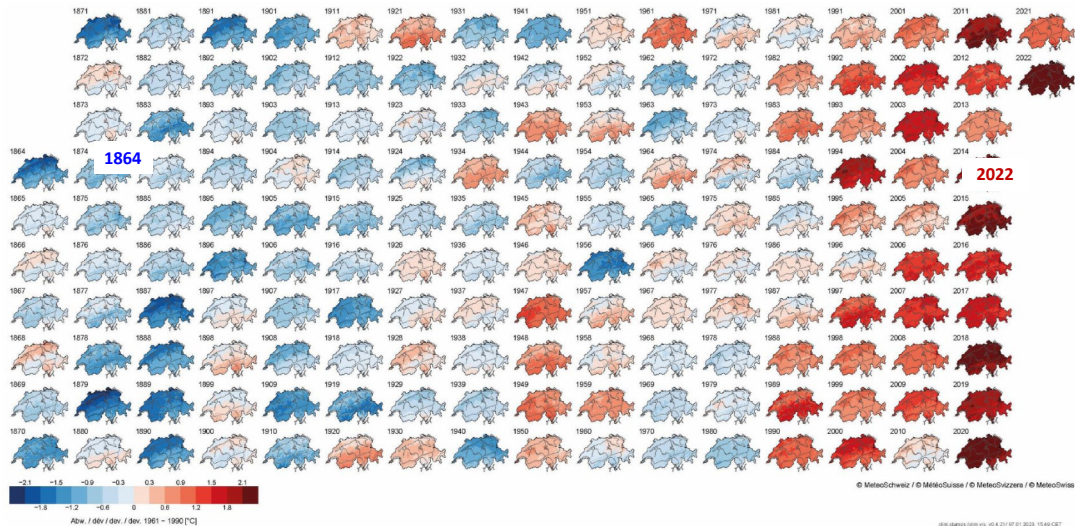 1871 1881 1891 1901 1911 1921 1931 1941 1951 1961 1971 1981 1991 2001 2011 2021
1872 1882 1892 1902 1912 1922 1932 1942 1952 1962 1972 1982 1992 2002 2012 2022
1873 1883 1893 1903 1913 1923 1933 1943 1953 1963 1973 1983 1993 2003 2013
1864 1874 1894 1904 1914 1924 1934 1944 1954 1964 1974 1984 1994 2004 2014
1864 2022
1865 1875 1885 1895 1905 1915 1925 1935 1945 1955 1965 1975 1985 1995 2005 2015
1866 1876 1886 1896 1906 1916 1926 1936 1946 1956 1966 1976 1986 1996 2006 2016
1867 1877 1887 1897 1907 1917 1927 1937 1947 1957 1967 1977 1987 1997 2007 2017
1868 1878 1888 1898 1908 1918 1928 1938 1948 1958 1968 1978 1988 1998 2008 2018
1869 1879 1889 1899 1909 1919 1929 1939 1949 1959 1969 1979 1989 1999 2009 2019
1870 1880 1890 1900 1910 1920 1930 1940 1950 1960 1970 1980 1990 2000 2010 2020
−2.1 −1.5 −0.9 −0.3 0.3 0.9 1.5 2.1
−1.8 −1.2 −0.6 0 0.6 1.2 1.8
Abw. / dév / dev. / dev. 1961 − 1990 [°C]
© MeteoSchweiz / © MétéoSuisse / © MeteoSvizzera / © MeteoSwiss
07.01.2023, 15:49 CET